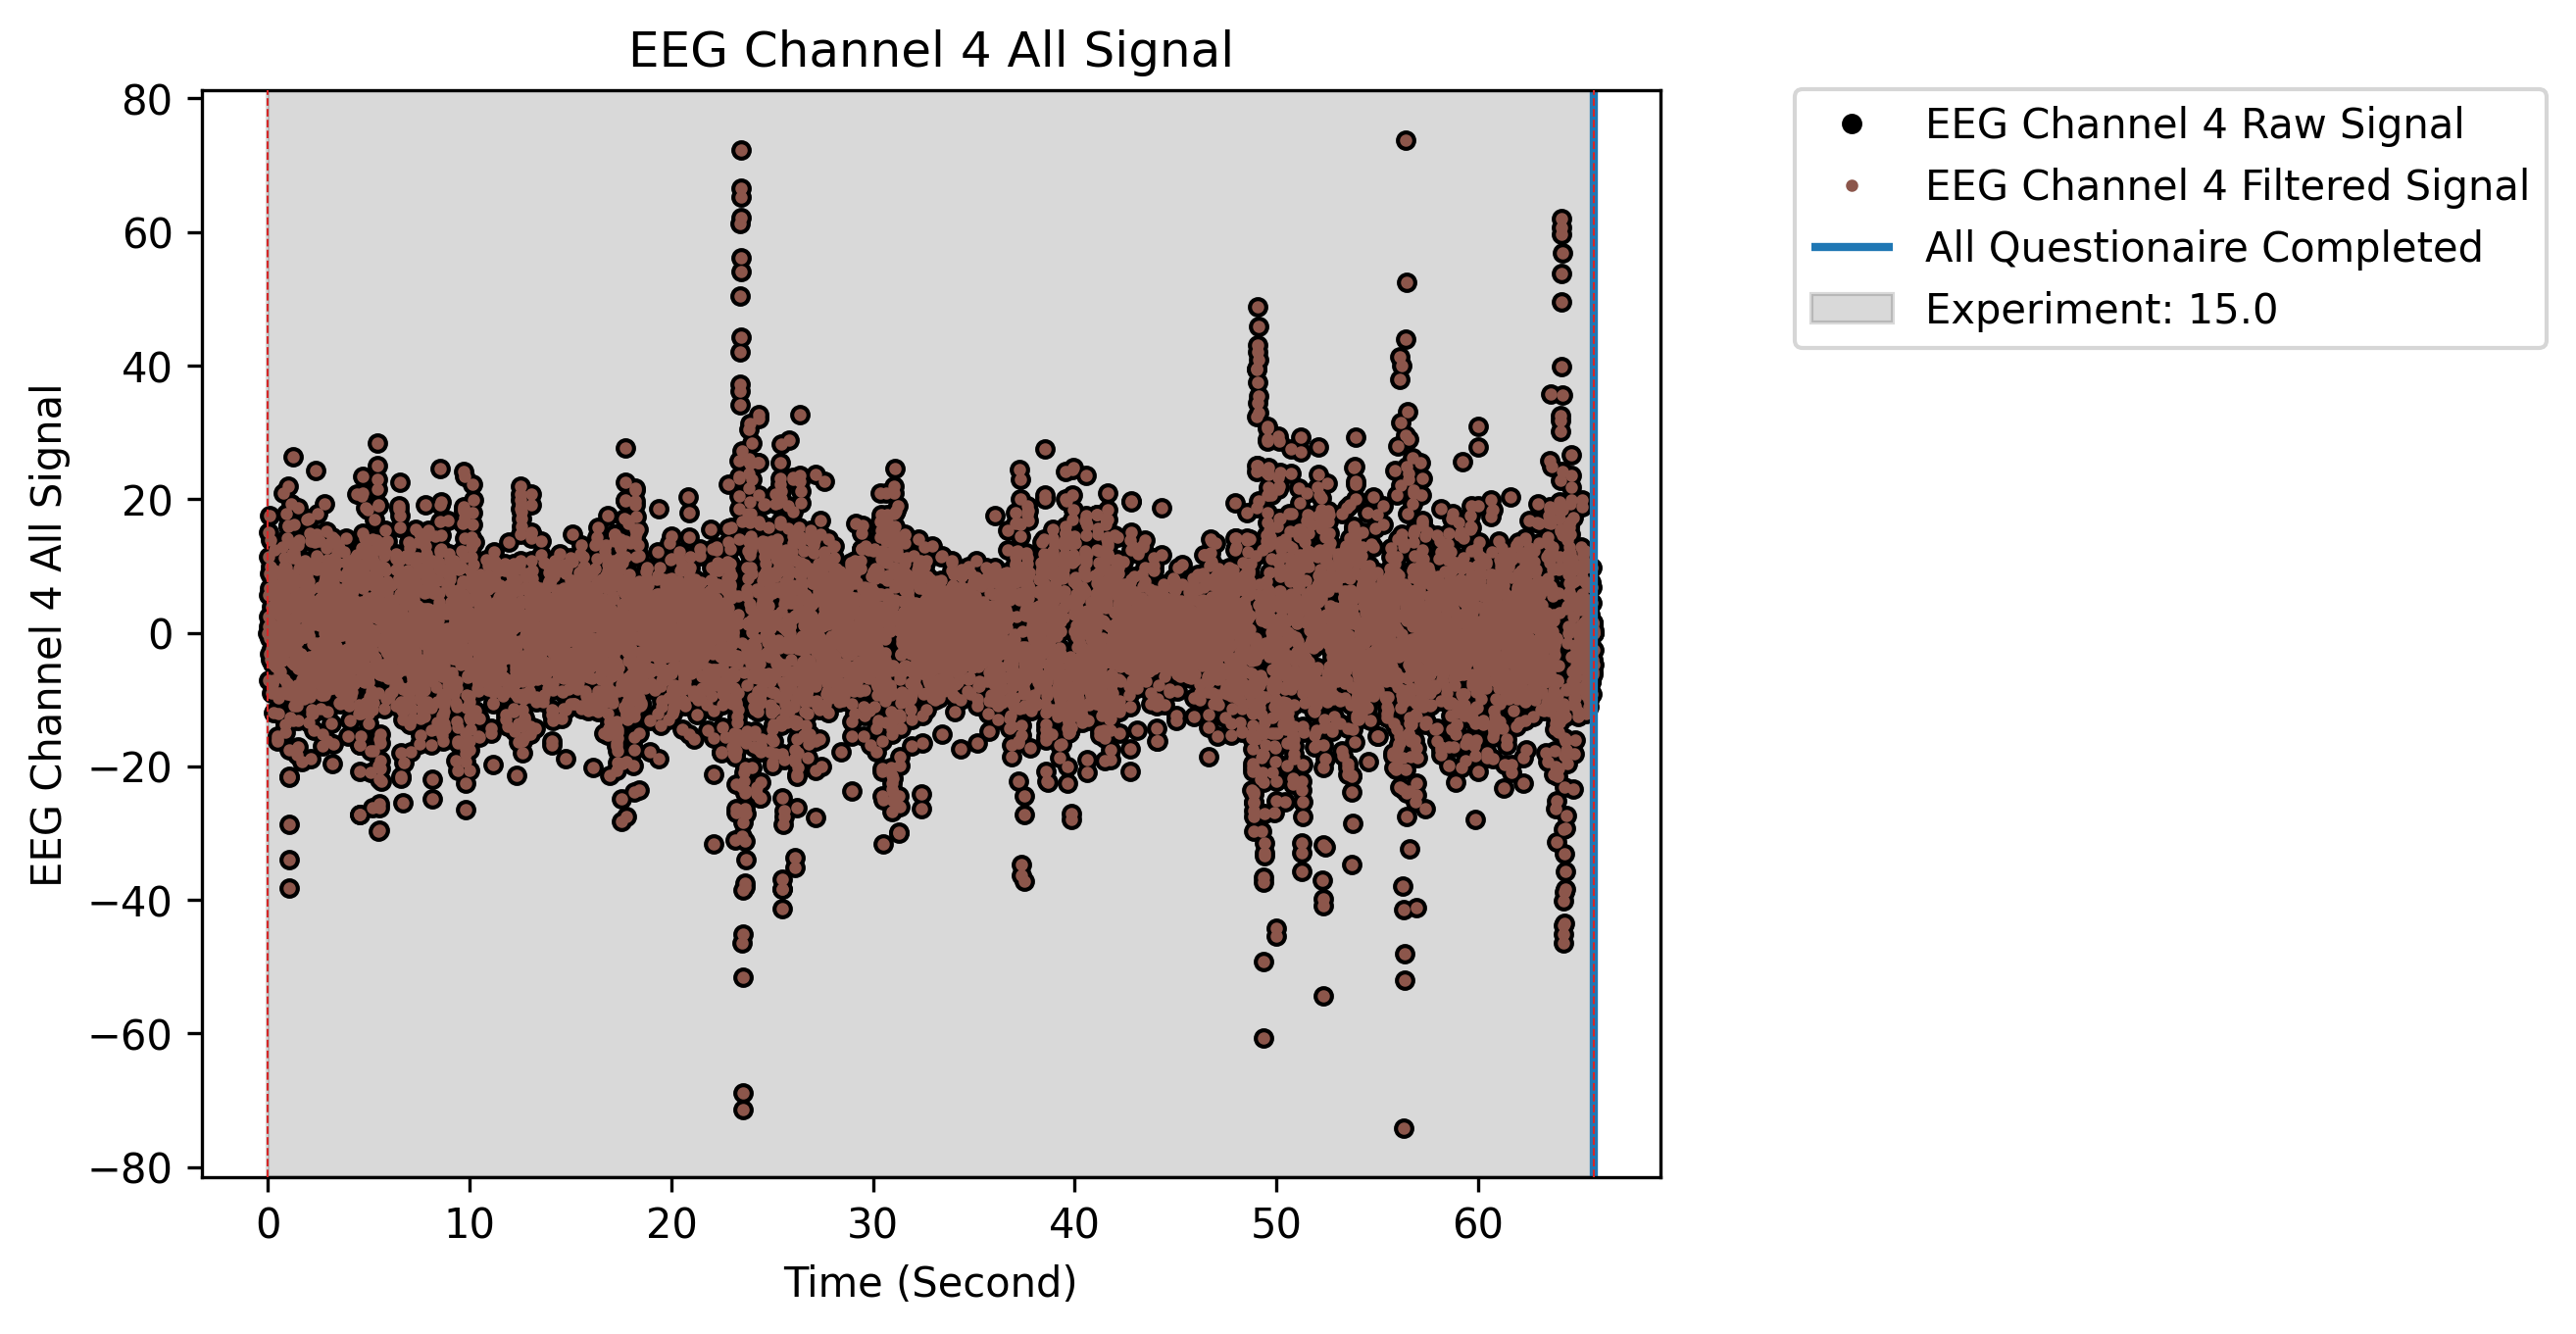 EEG Channel 4 All Signal
EEG Channel 4 All Signal
80
60
40
20
0
−20
−40
−60
−80
0 10 20 30 40 50 60
Time (Second)
EEG Channel 4 Raw Signal
EEG Channel 4 Filtered Signal
All Questionaire Completed
Experiment: 15.0